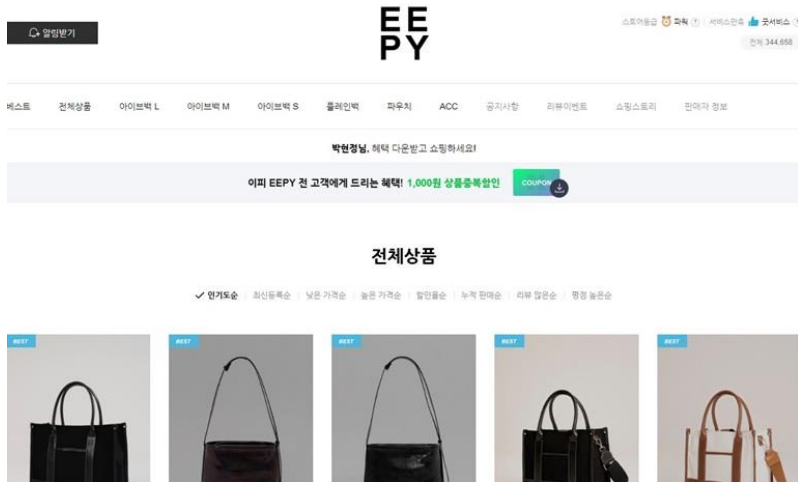 EE
PY
알림받기
스토어등급 파워 서비스만족 굿서비스
전체 344,658
베스트 전체상품 아이브백 L 아이브백 M 아이브백 S 플레인백 파우치 ACC 공지사항 리뷰이벤트 쇼핑스토리 판매자 정보
박현정님, 혜택 다운받고 쇼핑하세요!
이피 EEPY 전 고객에게 드리는 혜택! 1,000원 상품중복할인 COUPON
전체상품
인기도순 최신등록순 낮은 가격순 높은 가격순 할인율순 누적 판매순 리뷰 많은순 평점 높은순
BEST BEST BEST BEST BEST